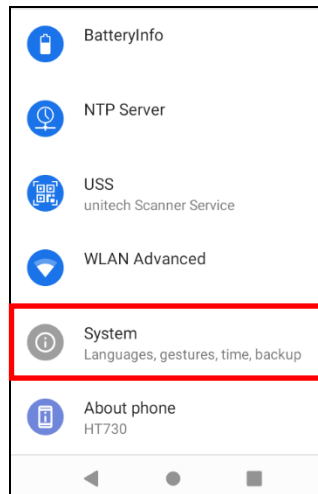 BatteryInfo
NTP Server
USS
unitech Scanner Service
WLAN Advanced
System
Languages, gestures, time, backup
About phone
HT730